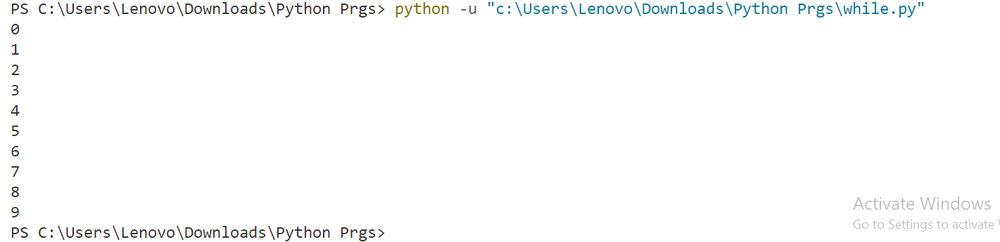 PS C:\Users\Lenovo\Downloads\Python Prgs> python -u "c:\Users\Lenovo\Downloads\Python Prgs\while.py"
0
1
2
3
4
5
6
7
8
9
PS C:\Users\Lenovo\Downloads\Python Prgs>
Activate Windows
Go to Settings to activate